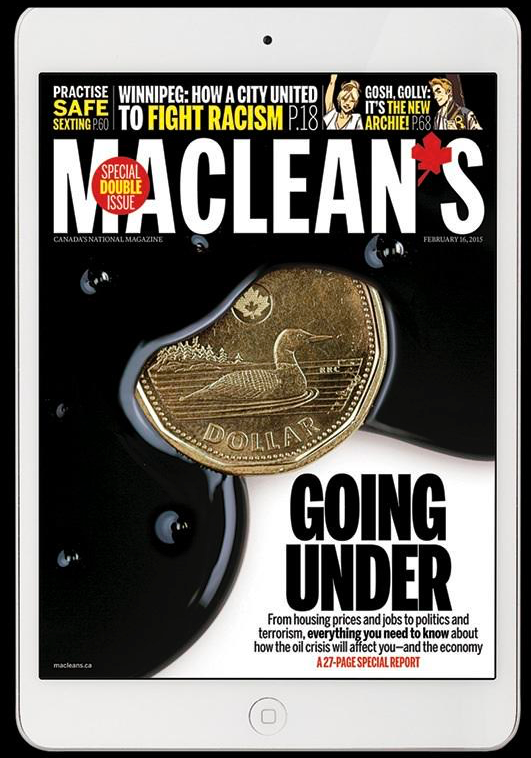 PRACTISE
SAFE
SEXTING P.60
WINNIPEG: HOW A CITY UNITED
TO FIGHT RACISM P.18
GOSH, GOLLY:
IT'S THE NEW
ARCHIE! P.68
SPECIAL
DOUBLE
ISSUE
MACLEAN'S
CANADA'S NATIONAL MAGAZINE
FEBRUARY 16, 2015
DOLLAR
GOING
UNDER
From housing prices and jobs to politics and
terrorism, everything you need to know about
how the oil crisis will affect you—and the economy
A 27-PAGE SPECIAL REPORT
macleans.ca